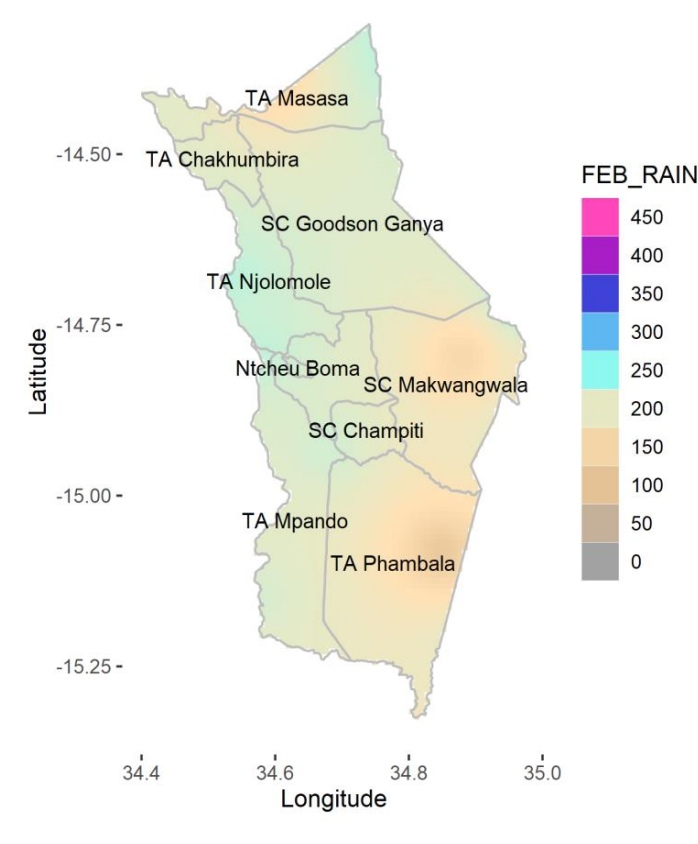 TA Masasa
-14.50
TA Chakhumbira
FEB_RAIN
450
SC Goodson Ganya
400
TA Njolomole
350
-14.75
300
Ntcheu Boma
250
SC Makwangwala
200
Latitude
SC Champiti
150
100
-15.00
50
TA Mpando
0
TA Phambala
-15.25
34.4 34.6 34.8 35.0
Longitude